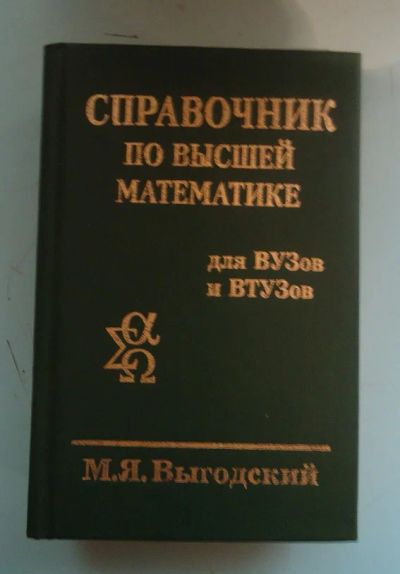 СПРАВОЧНИК
ПО ВЫСШЕЙ
МАТЕМАТИКЕ
для ВУЗов
и ВТУЗов
α
Σ
Ω
М.Я. Выгодский